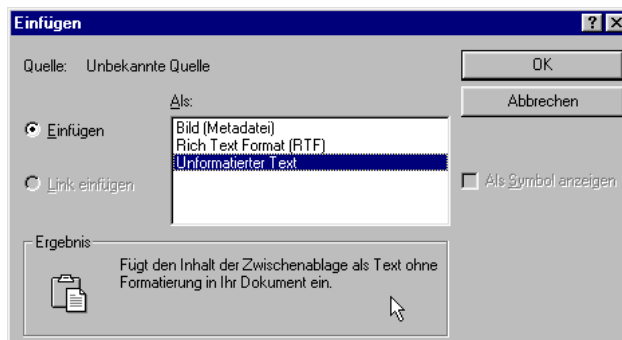 Einfügen
Quelle: Unbekannte Quelle
OK
Abbrechen
Als:
Einfügen
Link einfügen
Bild (Metadatei)
Rich Text Format (RTF)
Unformatierter Text
Als Symbol anzeigen
Ergebnis
Fügt den Inhalt der Zwischenablage als Text ohne
Formatierung in Ihr Dokument ein.